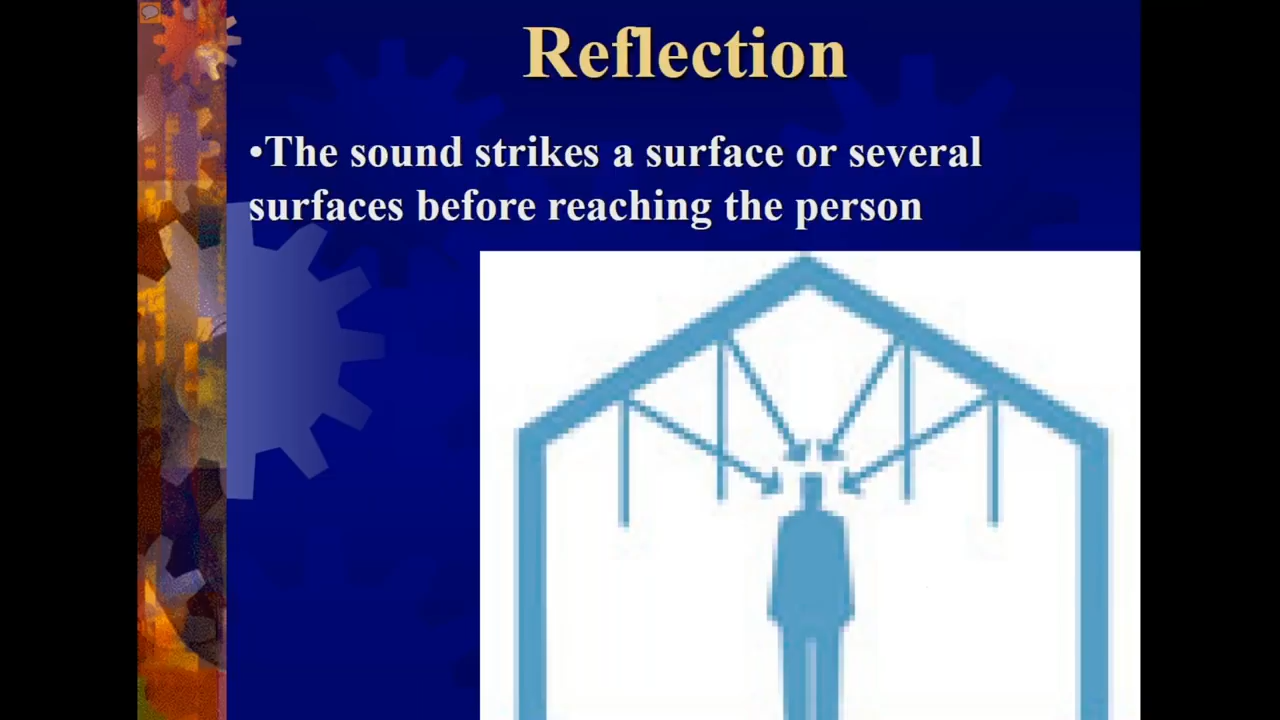 Reflection
•The sound strikes a surface or several
surfaces before reaching the person